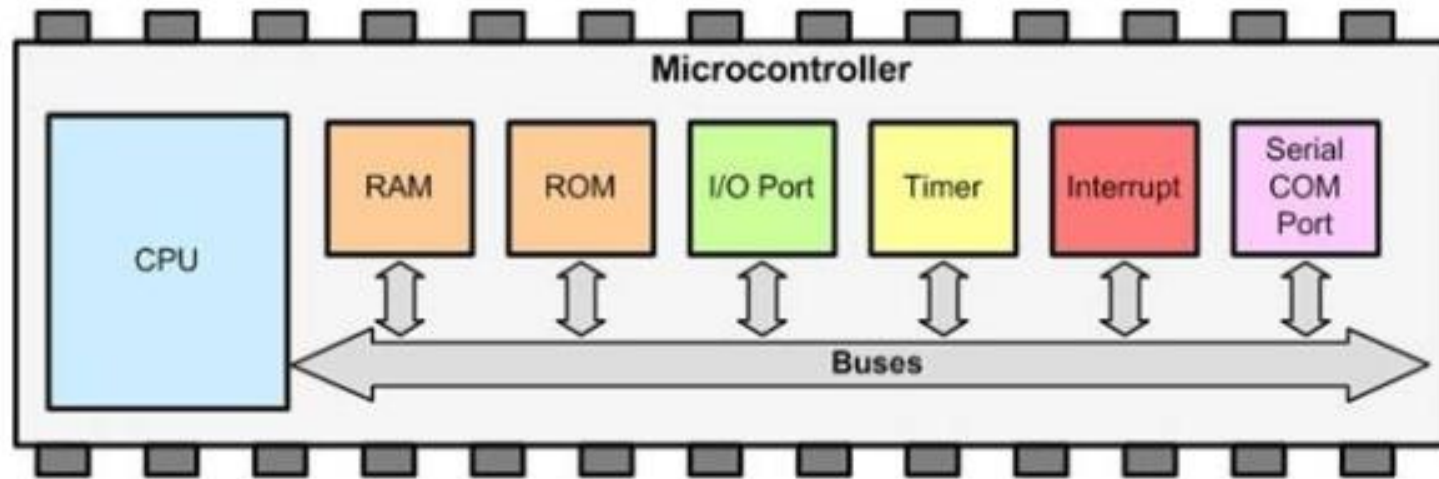 Microcontroller
CPU
RAM
ROM
I/O Port
Timer
Interrupt
Serial
COM
Port
Buses